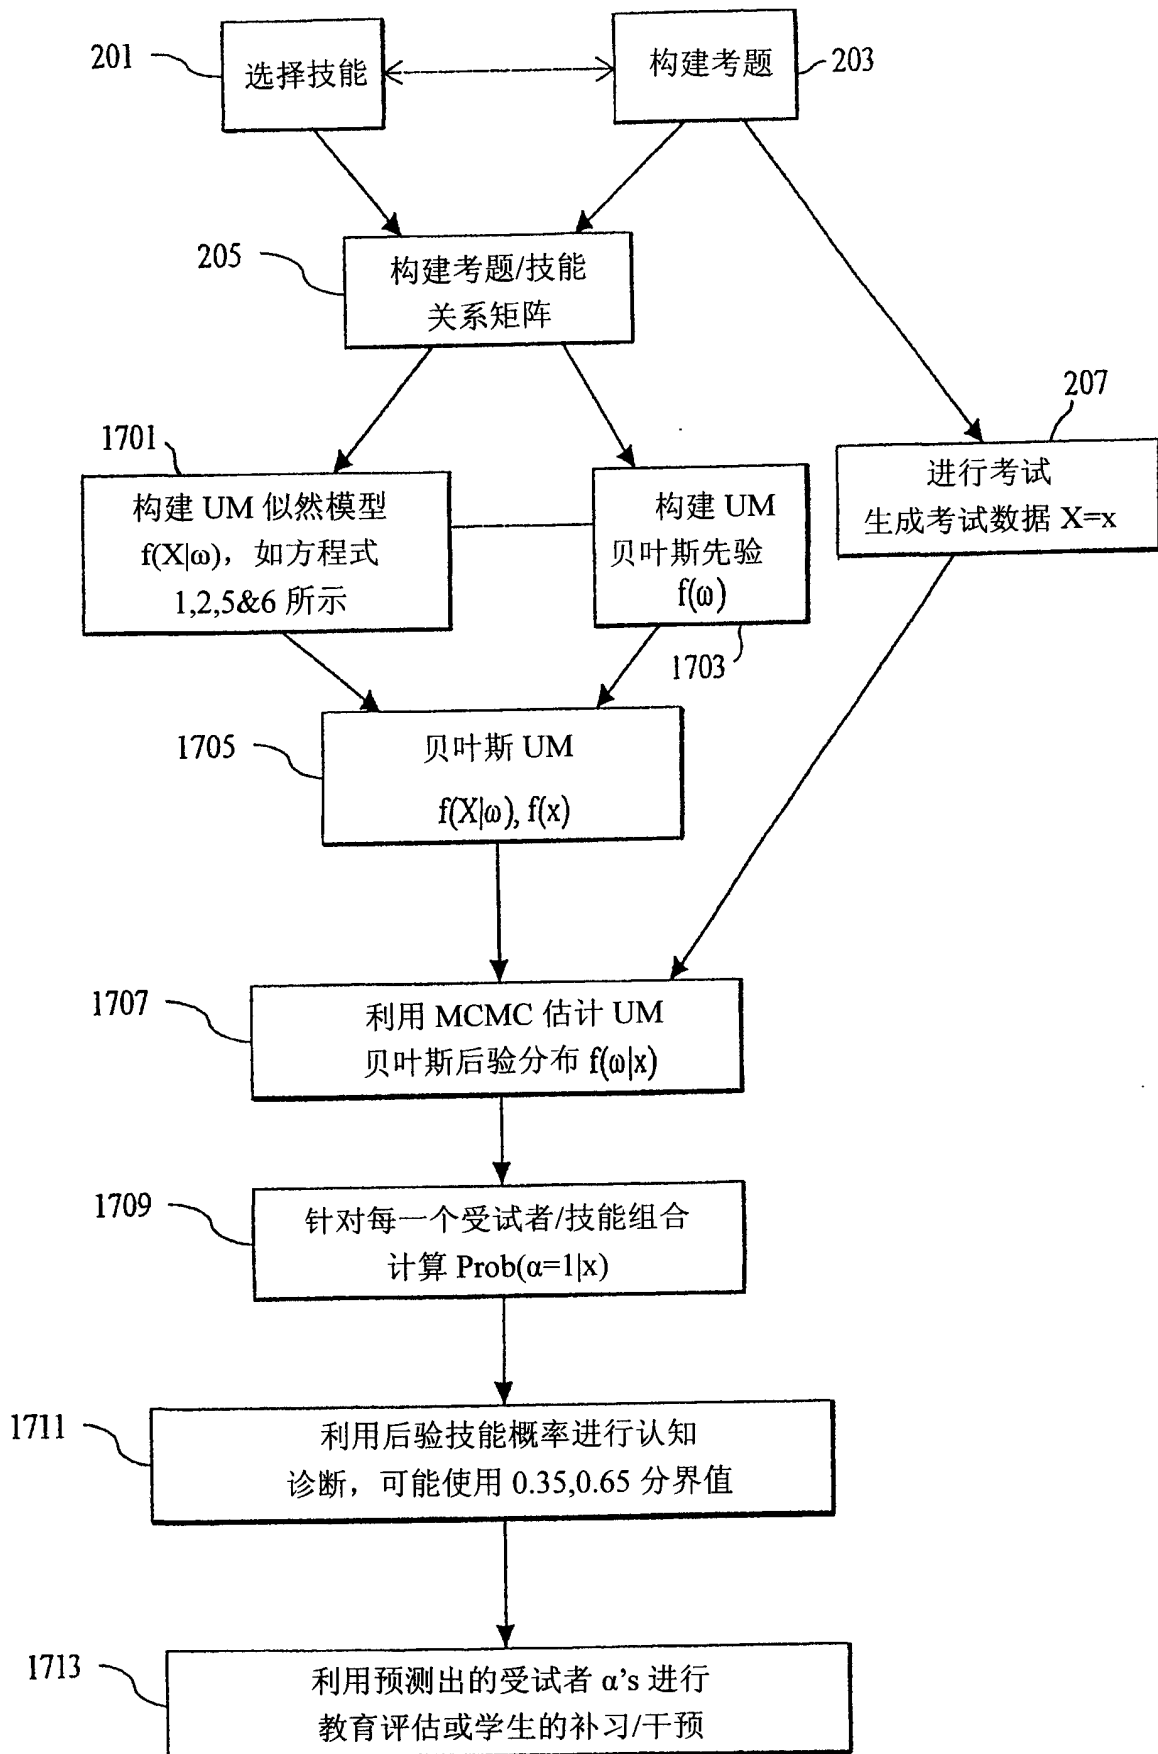 201
选择技能
构建考题
203
205
构建考题/技能
关系矩阵
207
进行考试
生成考试数据 X=x
1701
构建 UM 似然模型
f(X|ω)，如方程式
1,2,5&6 所示
构建 UM
贝叶斯先验
f(ω)
1703
1705
贝叶斯 UM
f(X|ω), f(x)
1707
利用 MCMC 估计 UM
贝叶斯后验分布 f(ω|x)
1709
针对每一个受试者/技能组合
计算 Prob(α=1|x)
1711
利用后验技能概率进行认知
诊断，可能使用 0.35,0.65 分界值
1713
利用预测出的受试者 α’s 进行
教育评估或学生的补习/干预